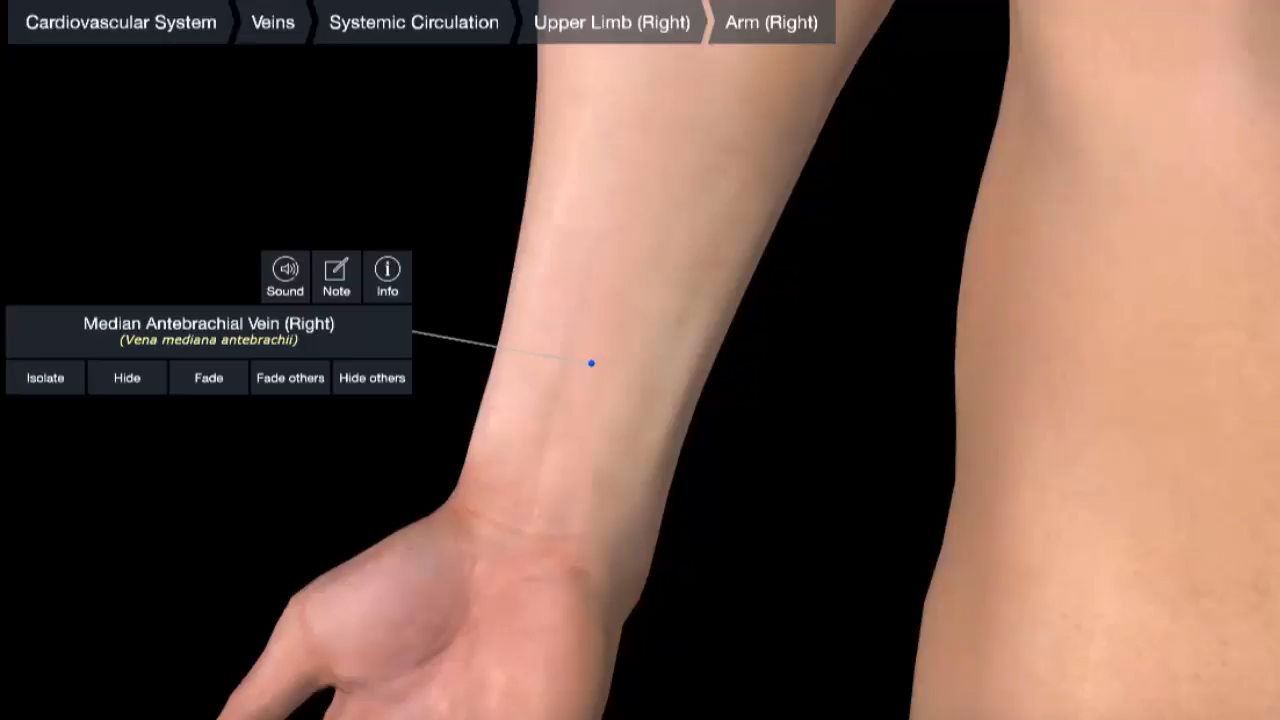 Cardiovascular System Veins Systemic Circulation Upper Limb (Right) Arm (Right)
Sound Note Info
Median Antebrachial Vein (Right)
(Vena mediana antebrachii)
Isolate Hide Fade Fade others Hide others